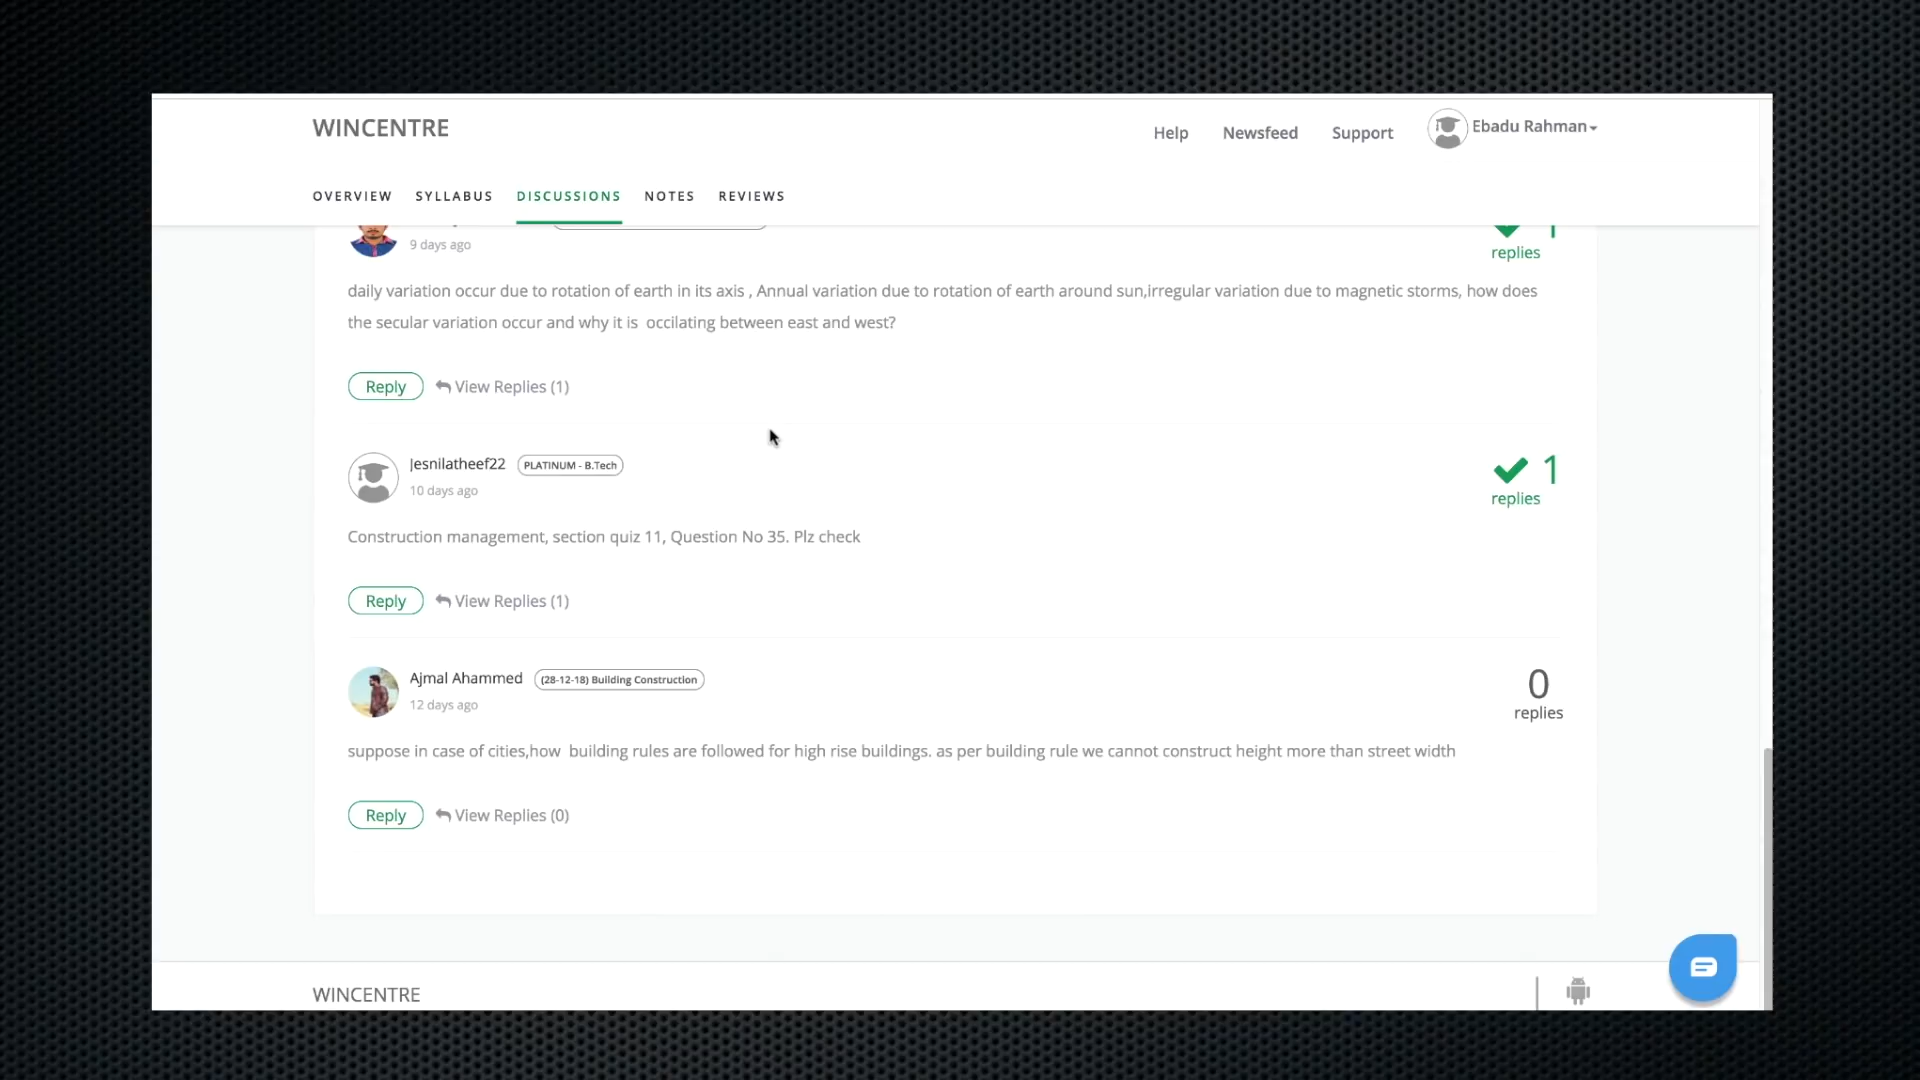 WINCENTRE
Help Newsfeed Support Ebadu Rahman
OVERVIEW SYLLABUS DISCUSSIONS NOTES REVIEWS
9 days ago
1
replies
daily variation occur due to rotation of earth in its axis , Annual variation due to rotation of earth around sun,irregular variation due to magnetic storms, how does
the secular variation occur and why it is occilating between east and west?
Reply View Replies (1)
Jesnilatheef22 PLATINUM - B.Tech
10 days ago
1
replies
Construction management, section quiz 11, Question No 35. Plz check
Reply View Replies (1)
Ajmal Ahammed (28-12-18) Building Construction
12 days ago
0
replies
suppose in case of cities,how building rules are followed for high rise buildings. as per building rule we cannot construct height more than street width
Reply View Replies (0)
WINCENTRE